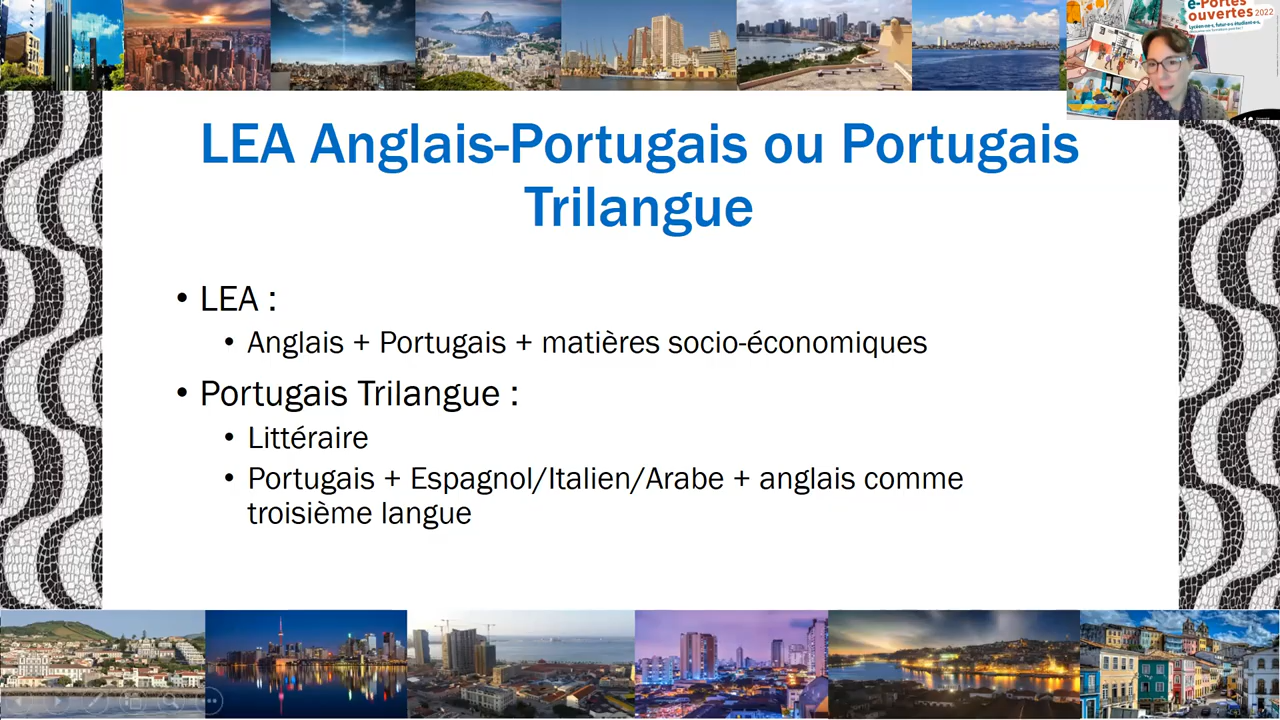 e-Portes
ouvertes 2022
LEA Anglais-Portugais ou Portugais
Trilangue
• LEA :
• Anglais + Portugais + matières socio-économiques
• Portugais Trilangue :
• Littéraire
• Portugais + Espagnol/Italien/Arabe + anglais comme
troisième langue